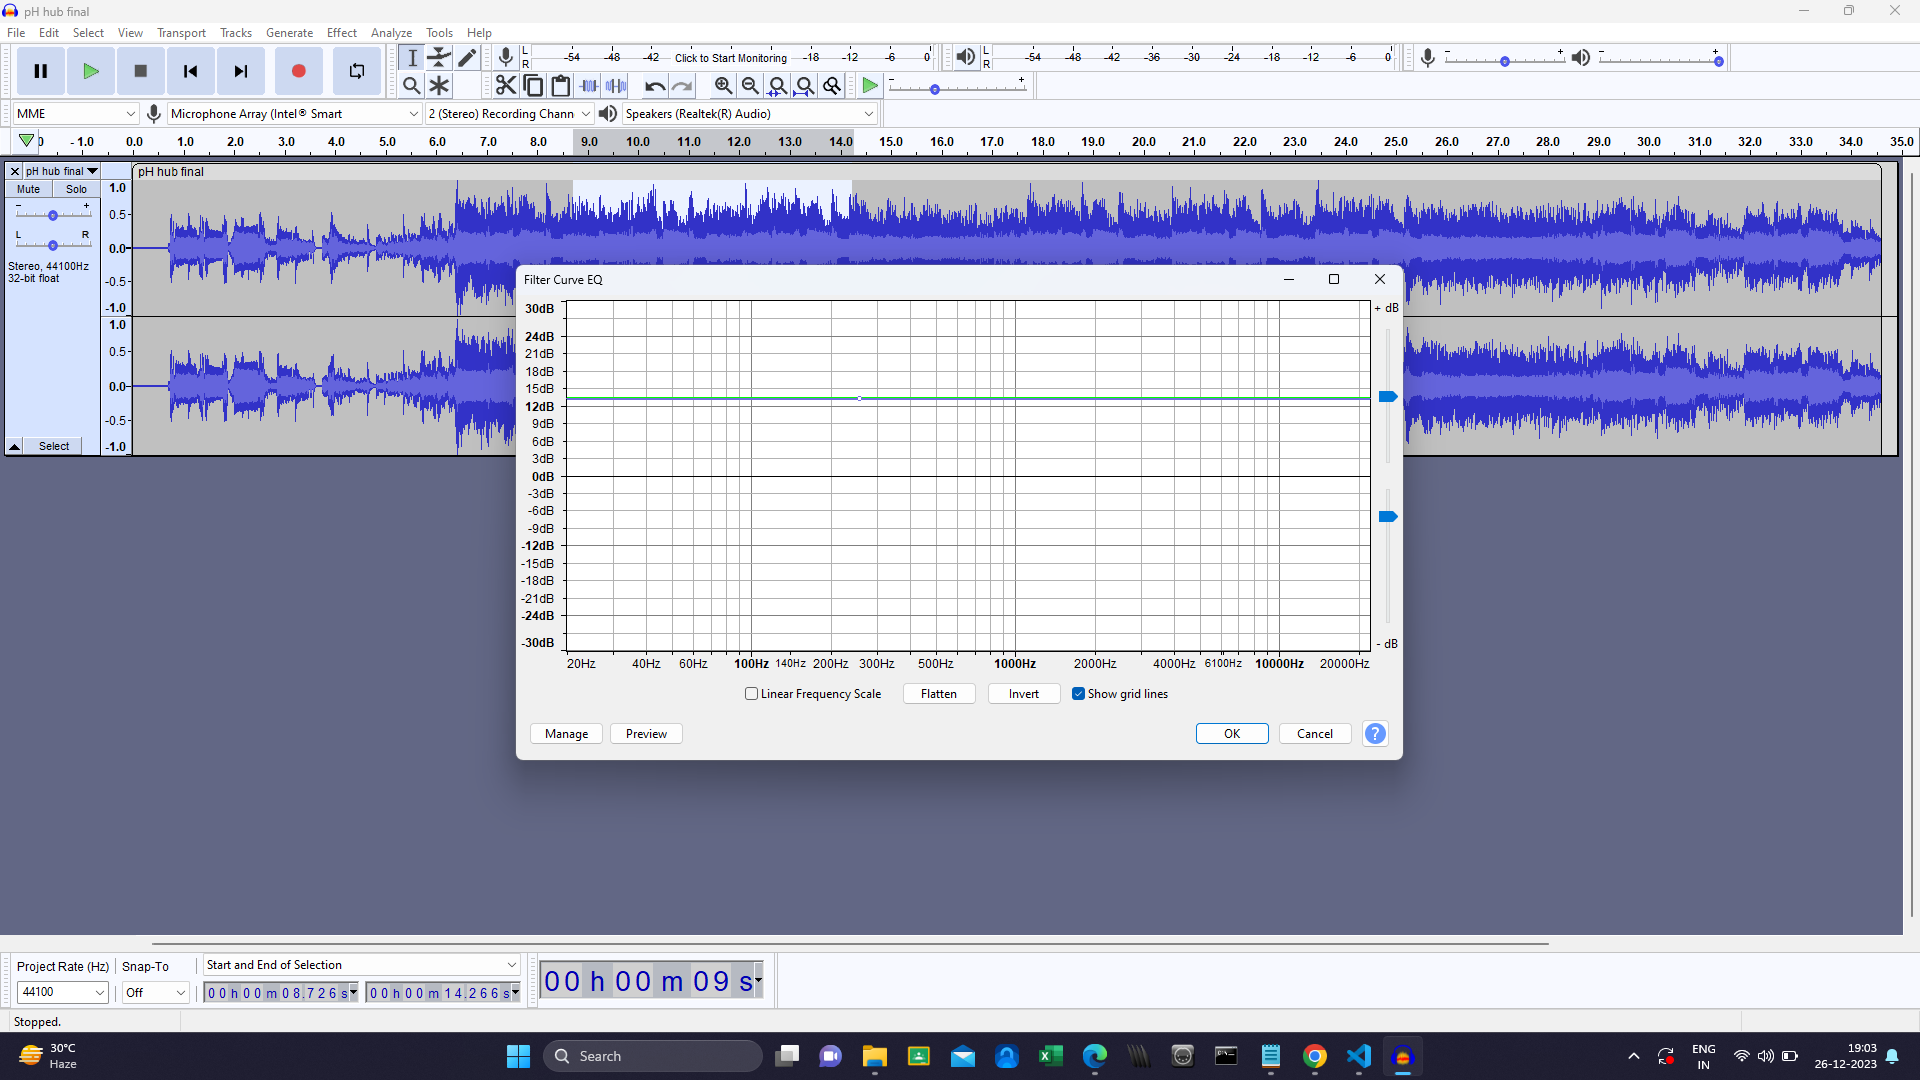 pH hub final
File Edit Select View Transport Tracks Generate Effect Analyze Tools Help
L R -54 -48 -42 Click to Start Monitoring -18 -12 -6 0 L R -54 -48 -42 -36 -30 -24 -18 -12 -6 0 - + - +
- +
MME Microphone Array (Intel® Smart 2 (Stereo) Recording Chann Speakers (Realtek(R) Audio)
- 1.0 0.0 1.0 2.0 3.0 4.0 5.0 6.0 7.0 8.0 9.0 10.0 11.0 12.0 13.0 14.0 15.0 16.0 17.0 18.0 19.0 20.0 21.0 22.0 23.0 24.0 25.0 26.0 27.0 28.0 29.0 30.0 31.0 32.0 33.0 34.0 35.0
pH hub final pH hub final
Mute Solo 1.0
- + 0.5
L R 0.0
Stereo, 44100Hz
32-bit float -0.5
-1.0
1.0
0.5
0.0
-0.5
Select -1.0
Filter Curve EQ
+ dB
30dB
24dB
21dB
18dB
15dB
12dB
9dB
6dB
3dB
0dB
-3dB
-6dB
-9dB
-12dB
-15dB
-18dB
-21dB
-24dB
-30dB
- dB
20Hz 40Hz 60Hz 100Hz 140Hz 200Hz 300Hz 500Hz 1000Hz 2000Hz 4000Hz 6100Hz 10000Hz 20000Hz
Linear Frequency Scale Flatten Invert Show grid lines
Manage Preview OK Cancel ?
Project Rate (Hz) Snap-To Start and End of Selection
44100 Off 00h00m08.726s 00h00m14.266s 00h00m09s
Stopped.
30°C
Haze
Search
ENG
IN
19:03
26-12-2023